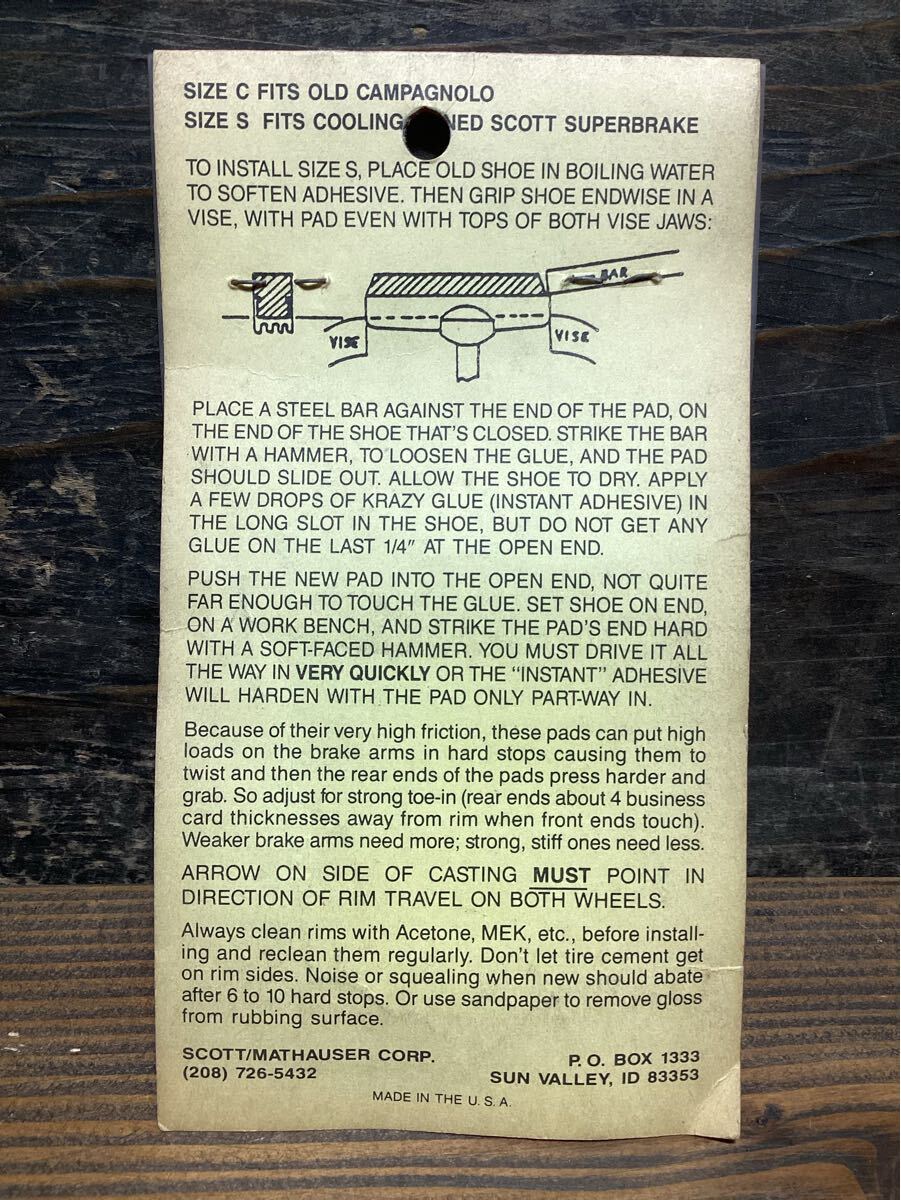 SIZE C FITS OLD CAMPAGNOLO
SIZE S FITS COOLING NED SCOTT SUPERBRAKE
TO INSTALL SIZE S, PLACE OLD SHOE IN BOILING WATER
TO SOFTEN ADHESIVE. THEN GRIP SHOE ENDWISE IN A
VISE, WITH PAD EVEN WITH TOPS OF BOTH VISE JAWS:
BAR
VISE
VISE
PLACE A STEEL BAR AGAINST THE END OF THE PAD, ON
THE END OF THE SHOE THAT'S CLOSED. STRIKE THE BAR
WITH A HAMMER, TO LOOSEN THE GLUE, AND THE PAD
SHOULD SLIDE OUT. ALLOW THE SHOE TO DRY. APPLY
A FEW DROPS OF KRAZY GLUE (INSTANT ADHESIVE) IN
THE LONG SLOT IN THE SHOE, BUT DO NOT GET ANY
GLUE ON THE LAST 1/4" AT THE OPEN END.
PUSH THE NEW PAD INTO THE OPEN END, NOT QUITE
FAR ENOUGH TO TOUCH THE GLUE. SET SHOE ON END,
ON A WORK BENCH, AND STRIKE THE PAD'S END HARD
WITH A SOFT-FACED HAMMER. YOU MUST DRIVE IT ALL
THE WAY IN VERY QUICKLY OR THE "INSTANT" ADHESIVE
WILL HARDEN WITH THE PAD ONLY PART-WAY IN.
Because of their very high friction, these pads can put high
loads on the brake arms in hard stops causing them to
twist and then the rear ends of the pads press harder and
grab. So adjust for strong toe-in (rear ends about 4 business
card thicknesses away from rim when front ends touch).
Weaker brake arms need more; strong, stiff ones need less.
ARROW ON SIDE OF CASTING MUST POINT IN
DIRECTION OF RIM TRAVEL ON BOTH WHEELS.
Always clean rims with Acetone, MEK, etc., before install-
ing and reclean them regularly. Don't let tire cement get
on rim sides. Noise or squealing when new should abate
after 6 to 10 hard stops. Or use sandpaper to remove gloss
from rubbing surface.
SCOTT/MATHAUSER CORP. P.O. BOX 1333
(208) 726-5432 SUN VALLEY, ID 83353
MADE IN THE U.S.A.